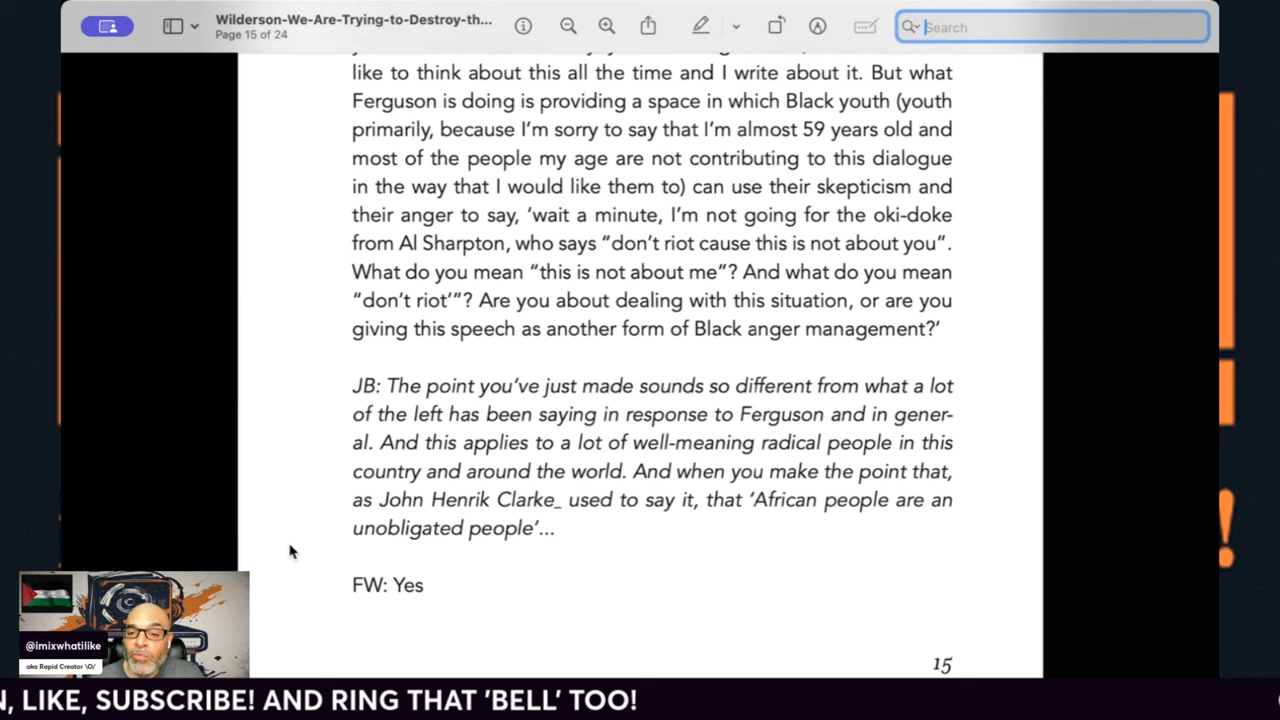 Wilderson-We-Are-Trying-to-Destroy-th...
Page 15 of 24
Search
like to think about this all the time and I write about it. But what
Ferguson is doing is providing a space in which Black youth (youth
primarily, because I’m sorry to say that I’m almost 59 years old and
most of the people my age are not contributing to this dialogue
in the way that I would like them to) can use their skepticism and
their anger to say, ‘wait a minute, I’m not going for the oki-doke
from Al Sharpton, who says “don’t riot cause this is not about you”.
What do you mean “this is not about me”? And what do you mean
“don’t riot’”? Are you about dealing with this situation, or are you
giving this speech as another form of Black anger management?’
JB: The point you’ve just made sounds so different from what a lot
of the left has been saying in response to Ferguson and in gener-
al. And this applies to a lot of well-meaning radical people in this
country and around the world. And when you make the point that,
as John Henrik Clarke_ used to say it, that ‘African people are an
unobligated people’...
FW: Yes
15
@imixwhatilike
aka Rapid Creator \O/
N, LIKE, SUBSCRIBE! AND RING THAT 'BELL' TOO!